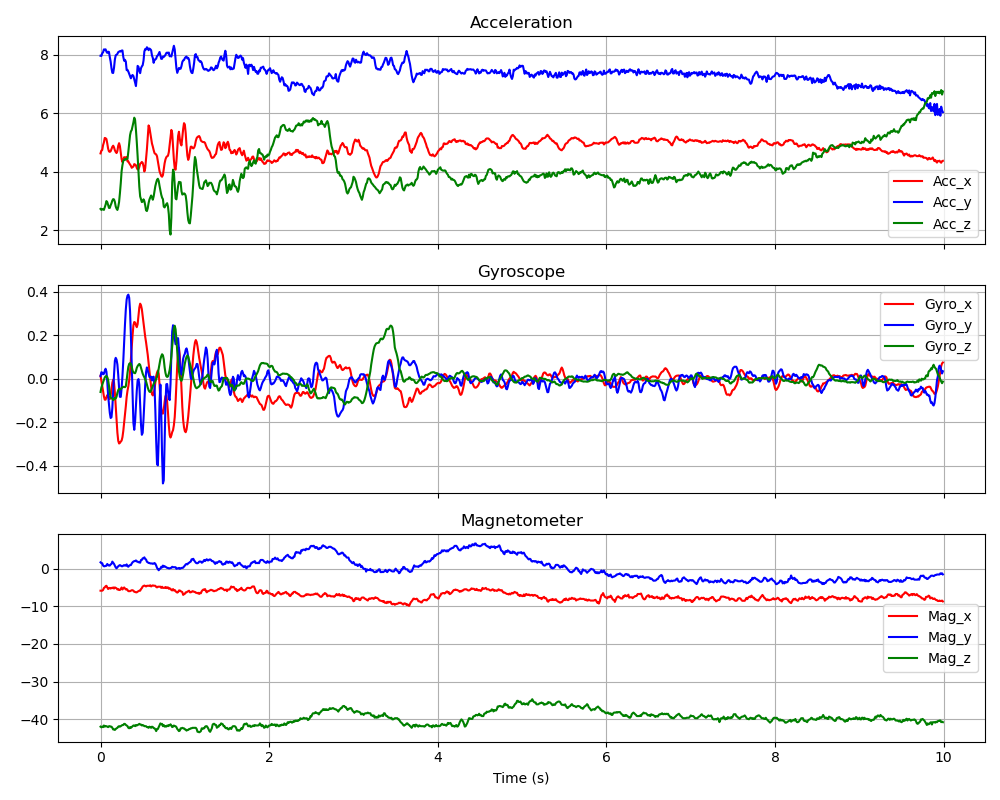 Acceleration
8
6
4
2
Acc_x
Acc_y
Acc_z
Gyroscope
0.4
0.2
0.0
−0.2
−0.4
Gyro_x
Gyro_y
Gyro_z
Magnetometer
0
−10
−20
−30
−40
Mag_x
Mag_y
Mag_z
0 2 4 6 8 10
Time (s)